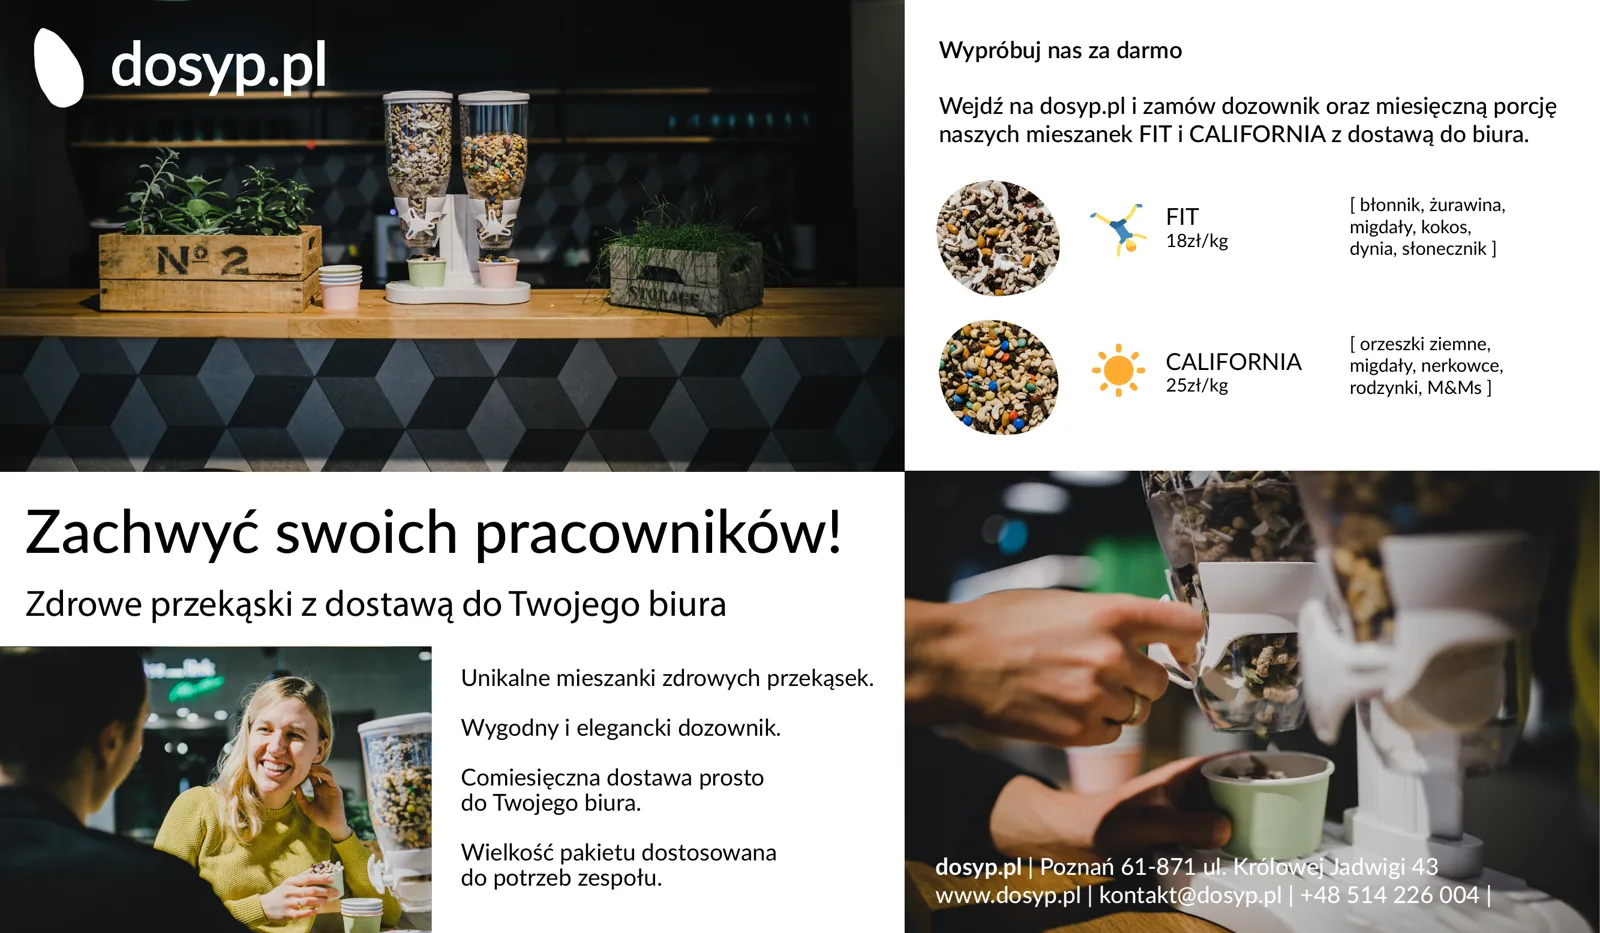 dosyp.pl
Nº 2
STORAGE
Zachwyć swoich pracowników!
Zdrowe przekąski z dostawą do Twojego biura
Unikalne mieszanki zdrowych przekąsek.
Wygodny i elegancki dozownik.
Comiesięczna dostawa prosto
do Twojego biura.
Wielkość pakietu dostosowana
do potrzeb zespołu.
Wypróbuj nas za darmo
Wejdź na dosyp.pl i zamów dozownik oraz miesięczną porcję
naszych mieszanek FIT i CALIFORNIA z dostawą do biura.
FIT
18zł/kg
[ błonnik, żurawina,
migdały, kokos,
dynia, słonecznik ]
CALIFORNIA
25zł/kg
[ orzeszki ziemne,
migdały, nerkowce,
rodzynki, M&Ms ]
dosyp.pl | Poznań 61-871 ul. Królowej Jadwigi 43
www.dosyp.pl | kontakt@dosyp.pl | +48 514 226 004 |